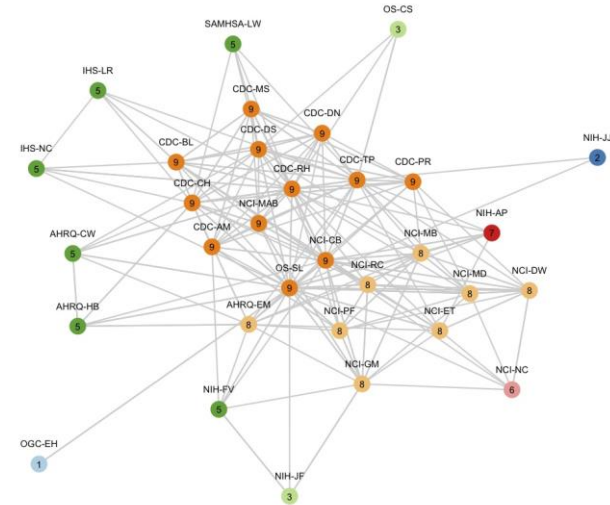 OS-CS
3
SAMHSA-LW
5
IHS-LR
5
CDC-MS
9
CDC-DN
9
CDC-DS
9
NIH-JJ
2
CDC-BL
9
IHS-NC
5
CDC-TP
9
CDC-PR
9
CDC-RH
9
CDC-CH
9
NCI-MAB
9
NIH-AP
7
CDC-AM
9
NCI-MB
8
AHRQ-CW
5
NCI-CB
9
NCI-RC
8
OS-SL
9
NCI-MD
8
NCI-DW
8
AHRQ-HB
5
AHRQ-EM
8
NCI-PF
8
NCI-ET
8
NCI-GM
8
NCI-NC
6
NIH-FV
5
OGC-EH
1
NIH-JF
3